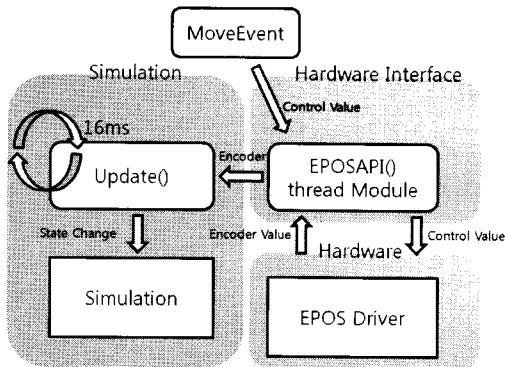 MoveEvent
Simulation
Hardware Interface
Control Value
16ms
Update()
Encoder
EPOSAPI()
thread Module
State Change
Encoder Value
Control Value
Hardware
Simulation
EPOS Driver